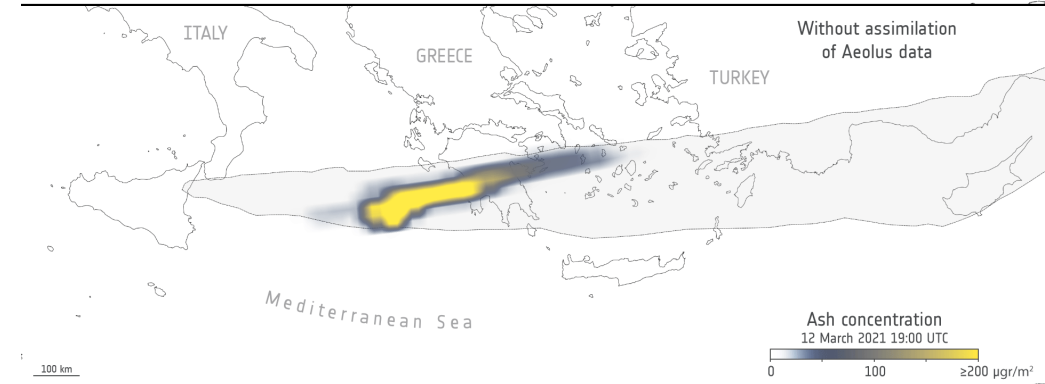 Without assimilation
of Aeolus data
ITALY
GREECE
TURKEY
Mediterranean Sea
Ash concentration
12 March 2021 19:00 UTC
0 100 ≥200 µgr/m²
100 km